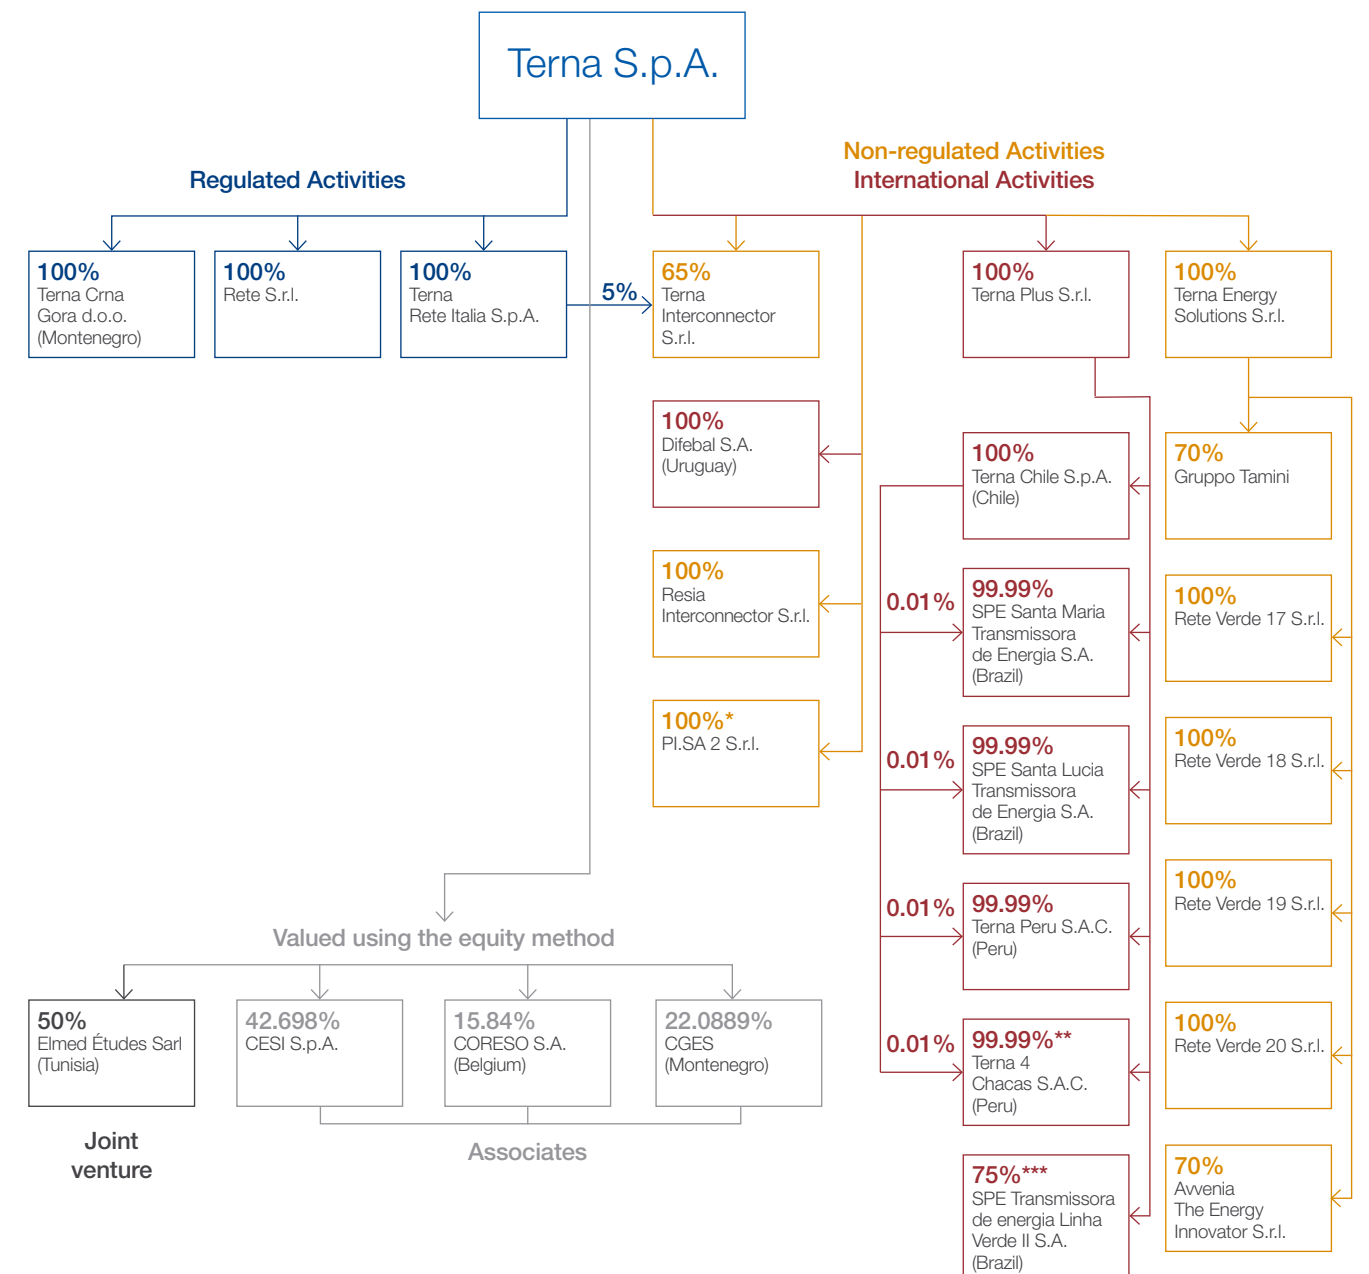 Terna S.p.A.
Regulated Activities
Non-regulated Activities
International Activities
100%
Terna Crna
Gora d.o.o.
(Montenegro)
100%
Rete S.r.l.
100%
Terna
Rete Italia S.p.A.
5%
65%
Terna
Interconnector
S.r.l.
100%
Terna Plus S.r.l.
100%
Terna Energy
Solutions S.r.l.
100%
Difebal S.A.
(Uruguay)
100%
Resia
Interconnector S.r.l.
100%*
PI.SA 2 S.r.l.
100%
Terna Chile S.p.A.
(Chile)
0.01%
99.99%
SPE Santa Maria
Transmissora
de Energia S.A.
(Brazil)
0.01%
99.99%
SPE Santa Lucia
Transmissora
de Energia S.A.
(Brazil)
0.01%
99.99%
Terna Peru S.A.C.
(Peru)
0.01%
99.99%**
Terna 4
Chacas S.A.C.
(Peru)
75%***
SPE Transmissora
de energia Linha
Verde II S.A.
(Brazil)
70%
Gruppo Tamini
100%
Rete Verde 17 S.r.l.
100%
Rete Verde 18 S.r.l.
100%
Rete Verde 19 S.r.l.
100%
Rete Verde 20 S.r.l.
70%
Avvenia
The Energy
Innovator S.r.l.
Valued using the equity method
50%
Elmed Études Sarl
(Tunisia)
42.698%
CESI S.p.A.
15.84%
CORESO S.A.
(Belgium)
22.0889%
CGES
(Montenegro)
Joint
venture
Associates